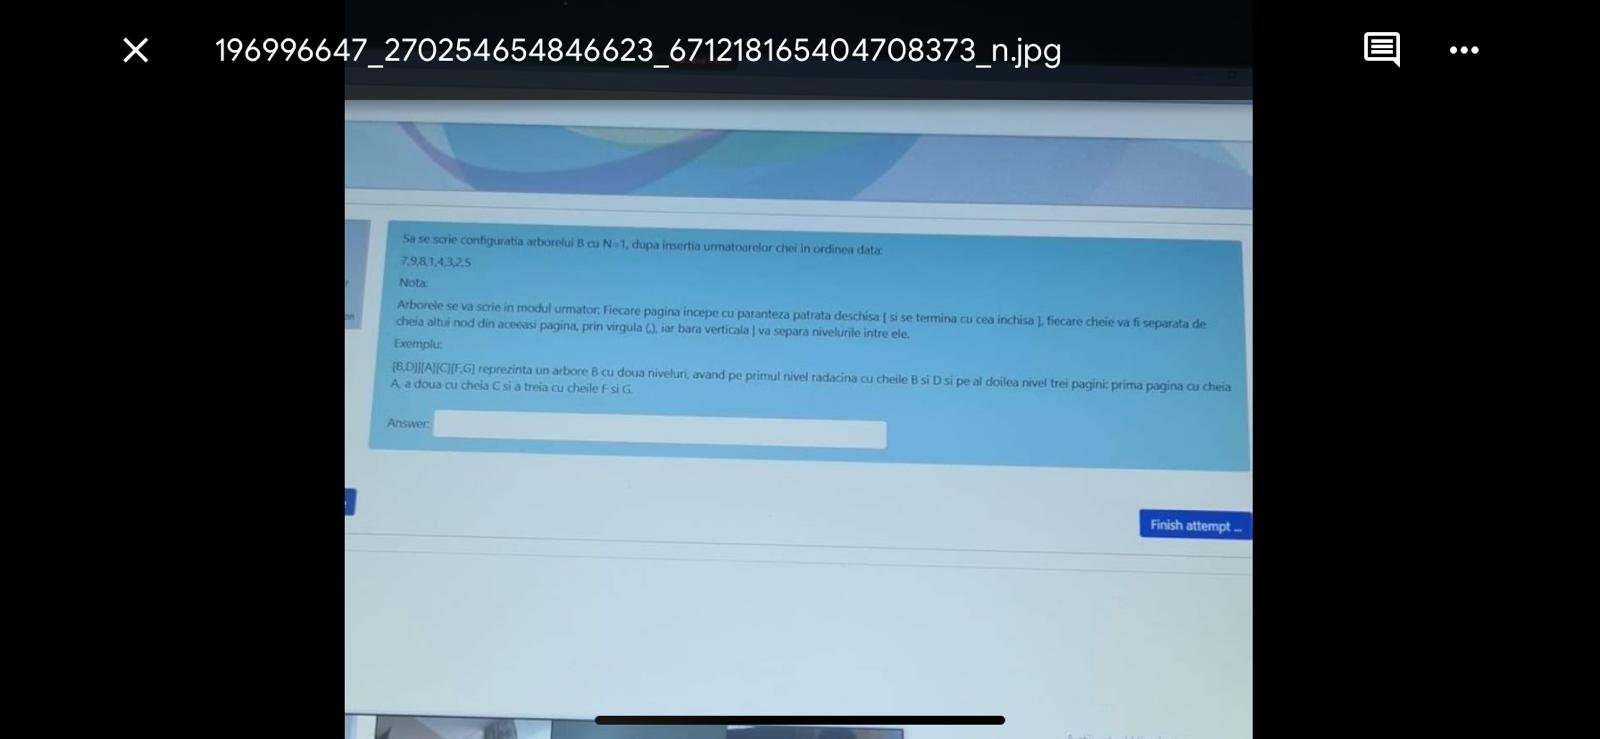 196996647_270254654846623_671218165404708373_n.jpg
Sa se scrie configuratia arborelui B cu N=1, dupa insertia urmatoarelor chei in ordinea data:
7,9,8,1,4,3,2,5
Nota:
Arborele se va scrie in modul urmator: Fiecare pagina incepe cu paranteza patrata deschisa [ si se termina cu cea inchisa ], fiecare cheie va fi separata de
cheia altui nod din aceeasi pagina, prin virgula (,), iar bara verticala | va separa nivelurile intre ele.
Exemplu:
[B,D]|[A][C][F,G] reprezinta un arbore B cu doua niveluri, avand pe primul nivel radacina cu cheile B si D si pe al doilea nivel trei pagini: prima pagina cu cheia
A, a doua cu cheia C si a treia cu cheile F si G.
Answer:
Finish attempt ...